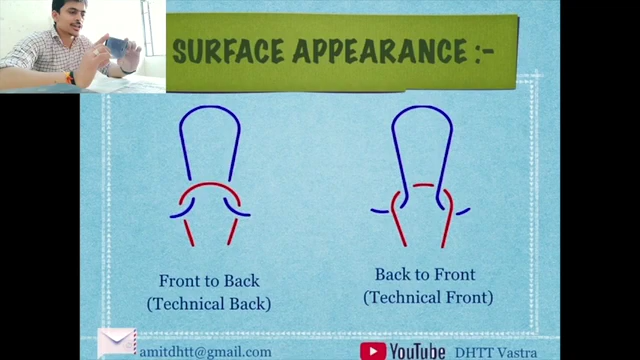 SURFACE APPEARANCE :-
Front to Back
(Technical Back)
Back to Front
(Technical Front)
amitdhtt@gmail.com
YouTube DHTT Vastra